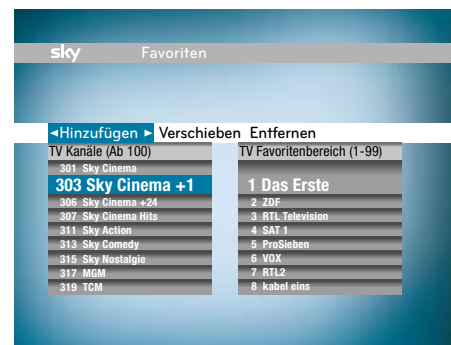 sky Favoriten
◄Hinzufügen ► Verschieben Entfernen
TV Kanäle (Ab 100)
301 Sky Cinema
303 Sky Cinema +1
306 Sky Cinema +24
307 Sky Cinema Hits
311 Sky Action
313 Sky Comedy
315 Sky Nostalgie
317 MGM
319 TCM
TV Favoritenbereich (1-99)
1 Das Erste
2 ZDF
3 RTL Television
4 SAT 1
5 ProSieben
6 VOX
7 RTL2
8 kabel eins